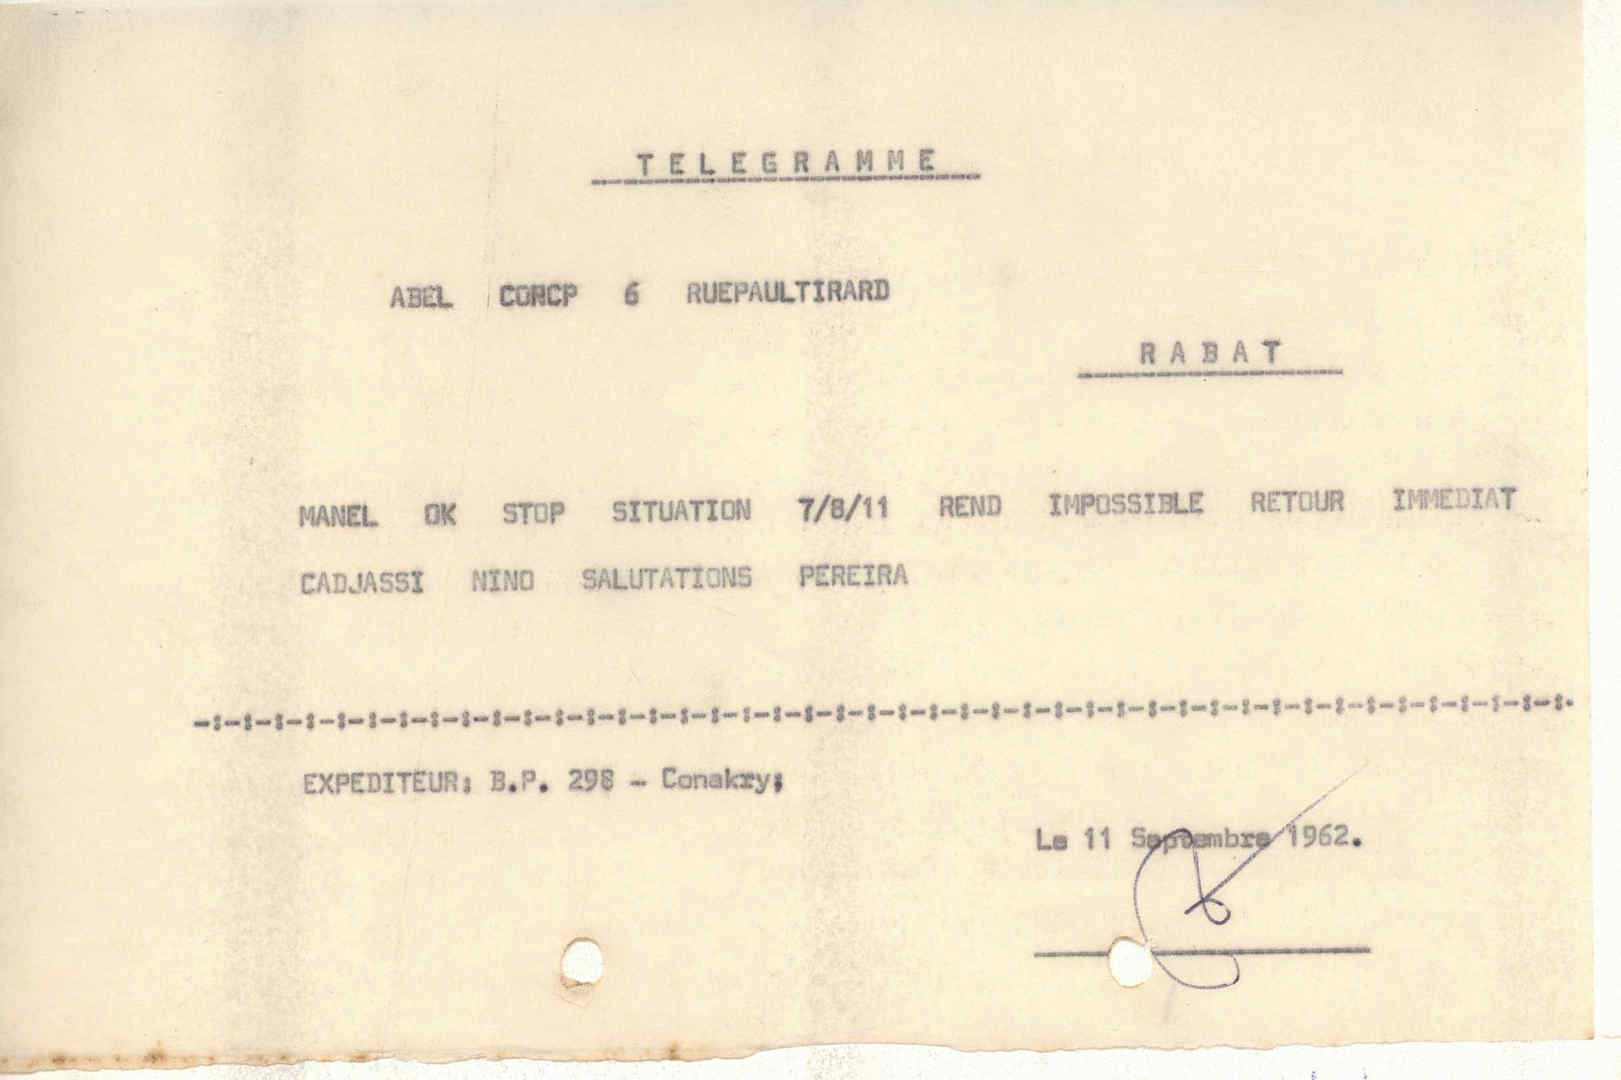 TELEGRAMME
ABEL CONCP 6 RUEPAULTIRARD
RABAT
MANEL OK STOP SITUATION 7/8/11 REND IMPOSSIBLE RETOUR IMMEDIAT
CADJASSI NINO SALUTATIONS PEREIRA
-:-:-:-:-:-:-:-:-:-:-:-:-:-:-:-:-:-:-:-:-:-:-:-:-:-:-:-:-:-:-:-:-:-:-:-:-:-:-:-:-:-:-:-:.
EXPEDITEUR: B.P. 298 - Conakry;
Le 11 Septembre 1962.